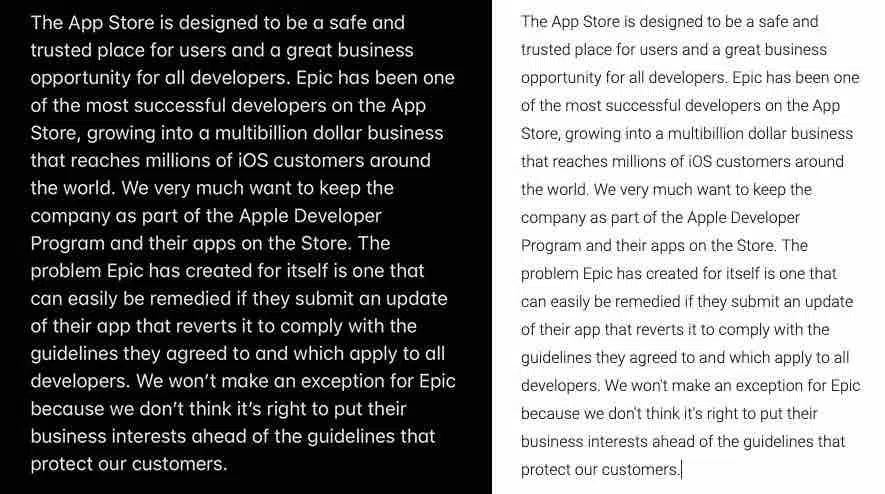 The App Store is designed to be a safe and
trusted place for users and a great business
opportunity for all developers. Epic has been one
of the most successful developers on the App
Store, growing into a multibillion dollar business
that reaches millions of iOS customers around
the world. We very much want to keep the
company as part of the Apple Developer
Program and their apps on the Store. The
problem Epic has created for itself is one that
can easily be remedied if they submit an update
of their app that reverts it to comply with the
guidelines they agreed to and which apply to all
developers. We won’t make an exception for Epic
because we don’t think it’s right to put their
business interests ahead of the guidelines that
protect our customers.
The App Store is designed to be a safe and
trusted place for users and a great business
opportunity for all developers. Epic has been one
of the most successful developers on the App
Store, growing into a multibillion dollar business
that reaches millions of iOS customers around
the world. We very much want to keep the
company as part of the Apple Developer
Program and their apps on the Store. The
problem Epic has created for itself is one that
can easily be remedied if they submit an update
of their app that reverts it to comply with the
guidelines they agreed to and which apply to all
developers. We won't make an exception for Epic
because we don't think it's right to put their
business interests ahead of the guidelines that
protect our customers.